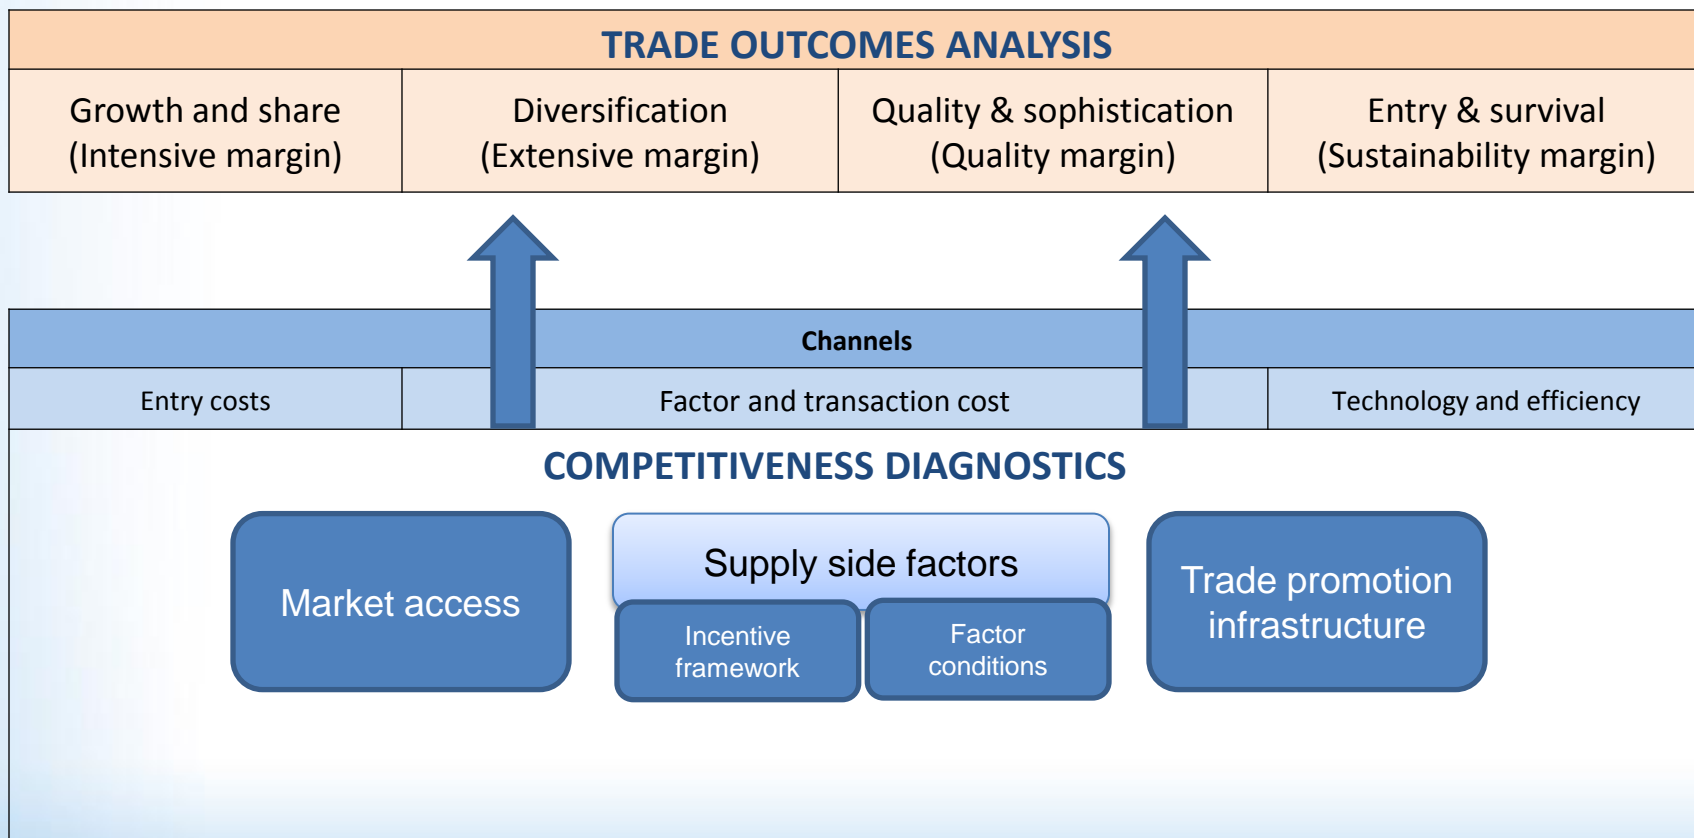 TRADE OUTCOMES ANALYSIS
Growth and share
(Intensive margin)
Diversification
(Extensive margin)
Quality & sophistication
(Quality margin)
Entry & survival
(Sustainability margin)
Channels
Entry costs
Factor and transaction cost
Technology and efficiency
COMPETITIVENESS DIAGNOSTICS
Market access
Supply side factors
Incentive
framework
Factor
conditions
Trade promotion
infrastructure